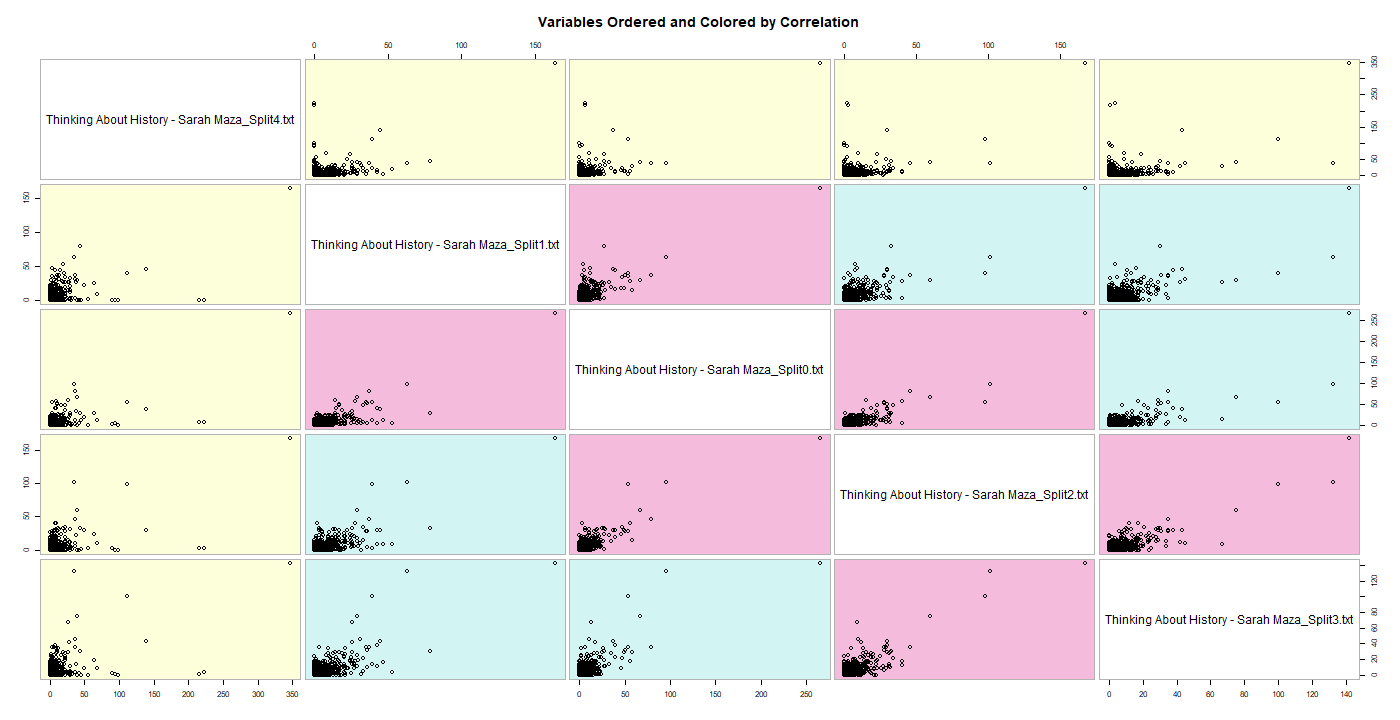 Variables Ordered and Colored by Correlation
0 50 100 150 0 50 100 150
Thinking About History - Sarah Maza_Split4.txt
0 50 150 250 350
0 50 100 150
Thinking About History - Sarah Maza_Split1.txt
Thinking About History - Sarah Maza_Split0.txt
0 50 100 150 200 250
0 50 100 150
Thinking About History - Sarah Maza_Split2.txt
Thinking About History - Sarah Maza_Split3.txt
0 20 40 60 80 120
0 50 100 150 200 250 300 350 0 50 100 150 200 250 0 20 40 60 80 100 120 140